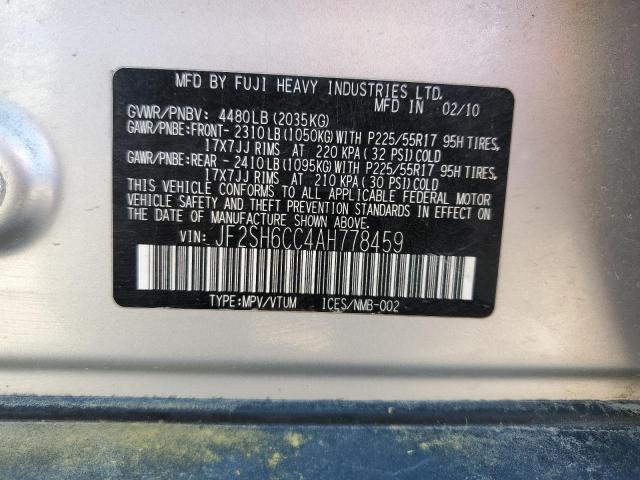 MFD BY FUJI HEAVY INDUSTRIES LTD.
MFD IN 02/10
GVWR/PNBV: 4480LB(2035KG)
GAWR/PNBE:FRONT- 2310LB(1050KG)WITH P225/55R17 95H TIRES,
17X7JJ RIMS AT 220 KPA(32 PSI)COLD
GAWR/PNBE:REAR - 2410LB(1095KG)WITH P225/55R17 95H TIRES,
17X7JJ RIMS AT 210 KPA(30 PSI)COLD
THIS VEHICLE CONFORMS TO ALL APPLICABLE FEDERAL MOTOR
VEHICLE SAFETY AND THEFT PREVENTION STANDARDS IN EFFECT
ON THE DATE OF MANUFACTURE SHOWN ABOVE.
VIN: JF2SH6CC4AH778459
TYPE:MPV/VTUM ICES/NMB-002